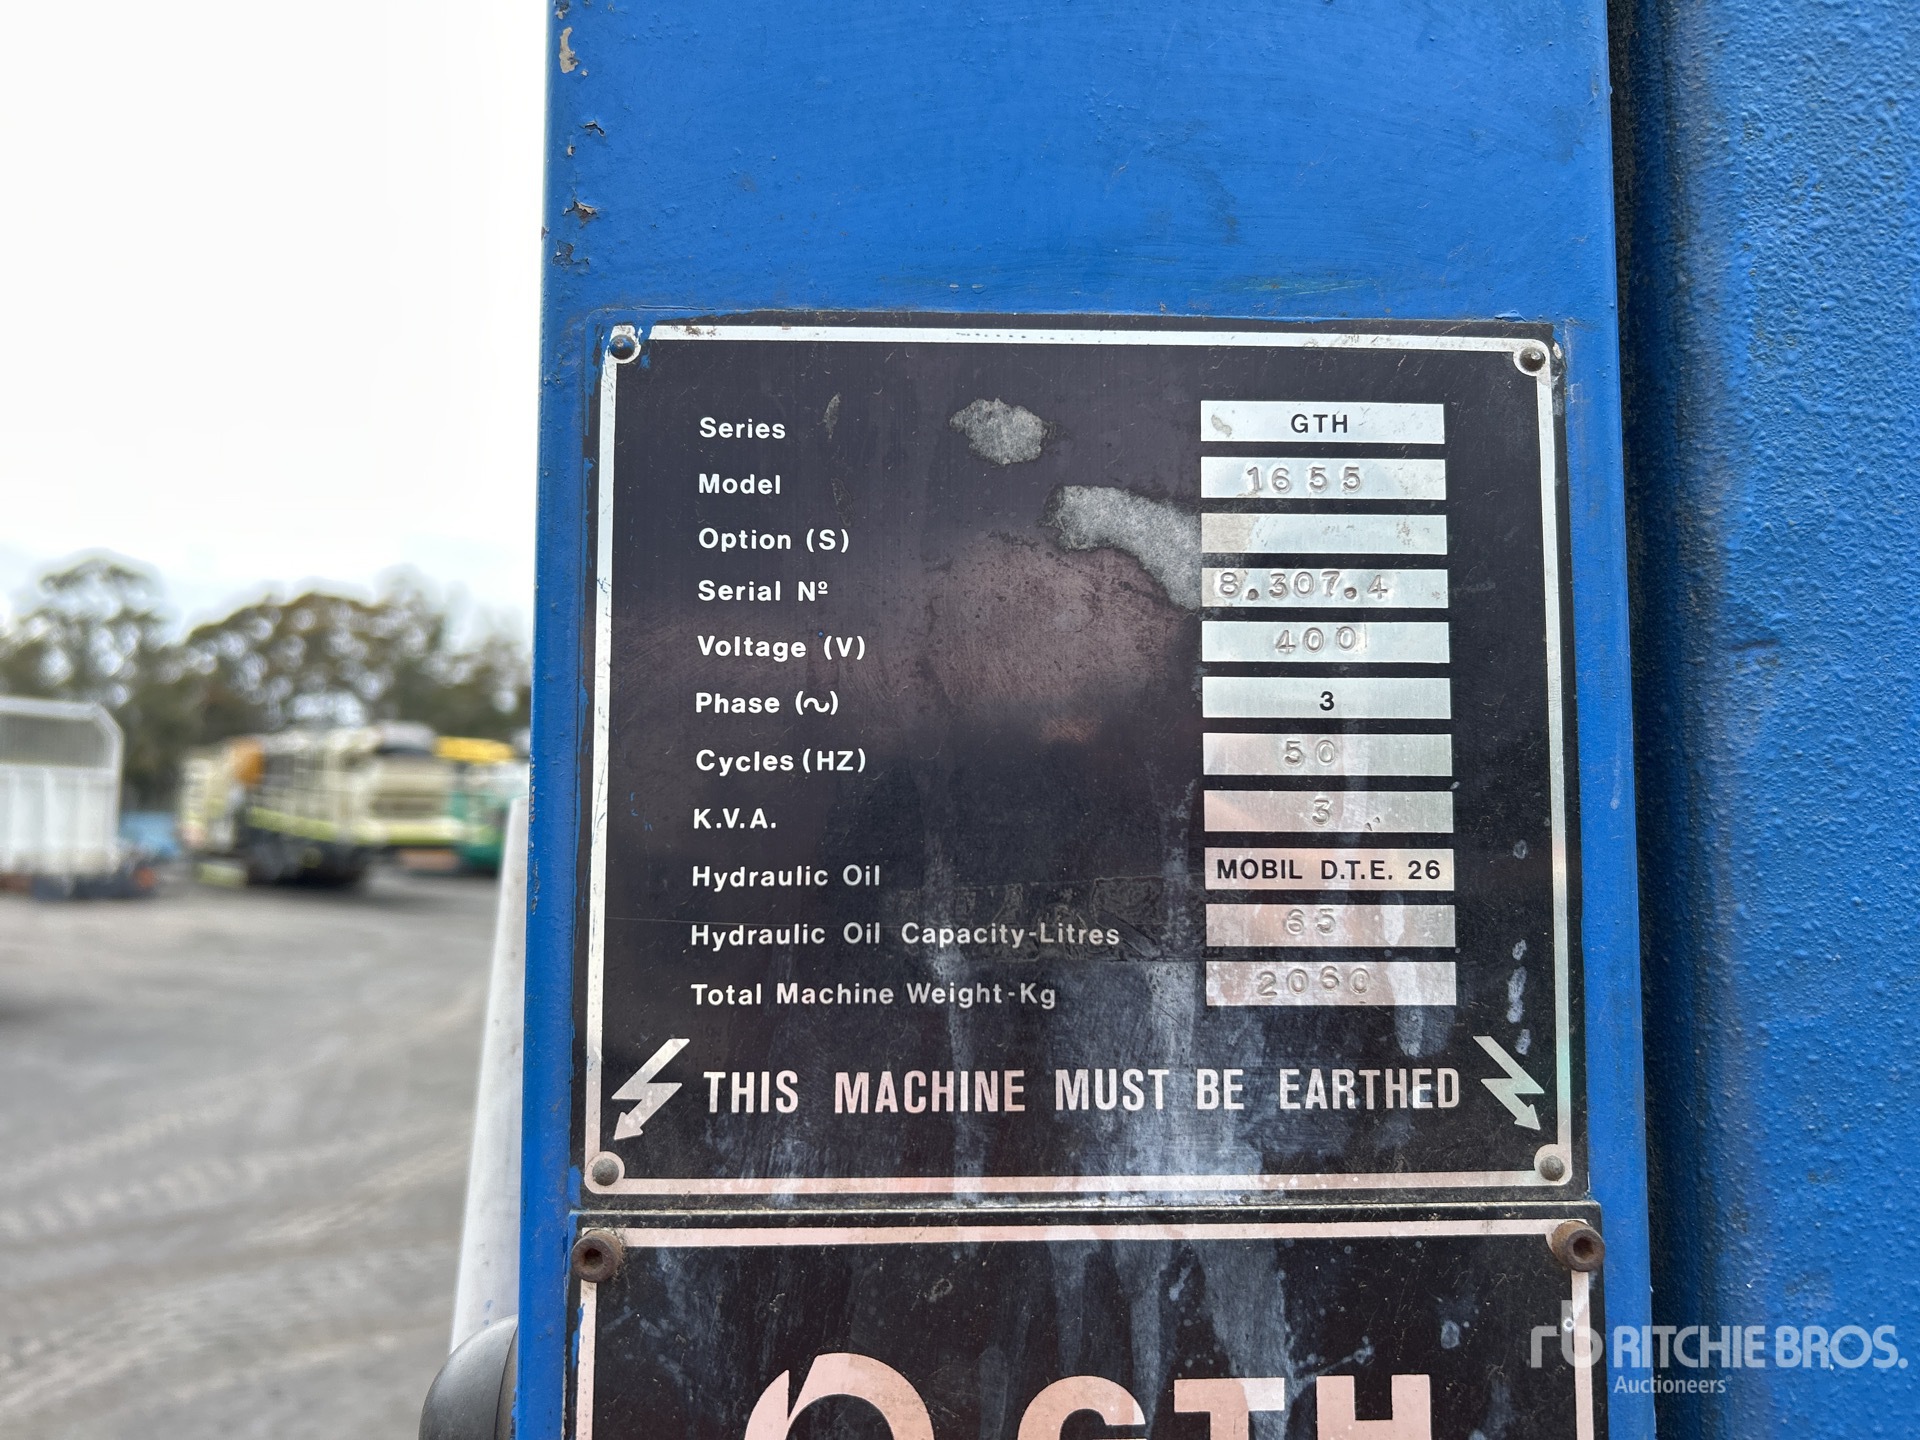 Series GTH
Model 1655
Option (S)
Serial Nº 8.307.4
Voltage (V) 400
Phase (∿) 3
Cycles (HZ) 50
K.V.A. 3
Hydraulic Oil MOBIL D.T.E. 26
Hydraulic Oil Capacity-Litres 65
Total Machine Weight-Kg 2060
THIS MACHINE MUST BE EARTHED
GTH
rb RITCHIE BROS.
Auctioneers